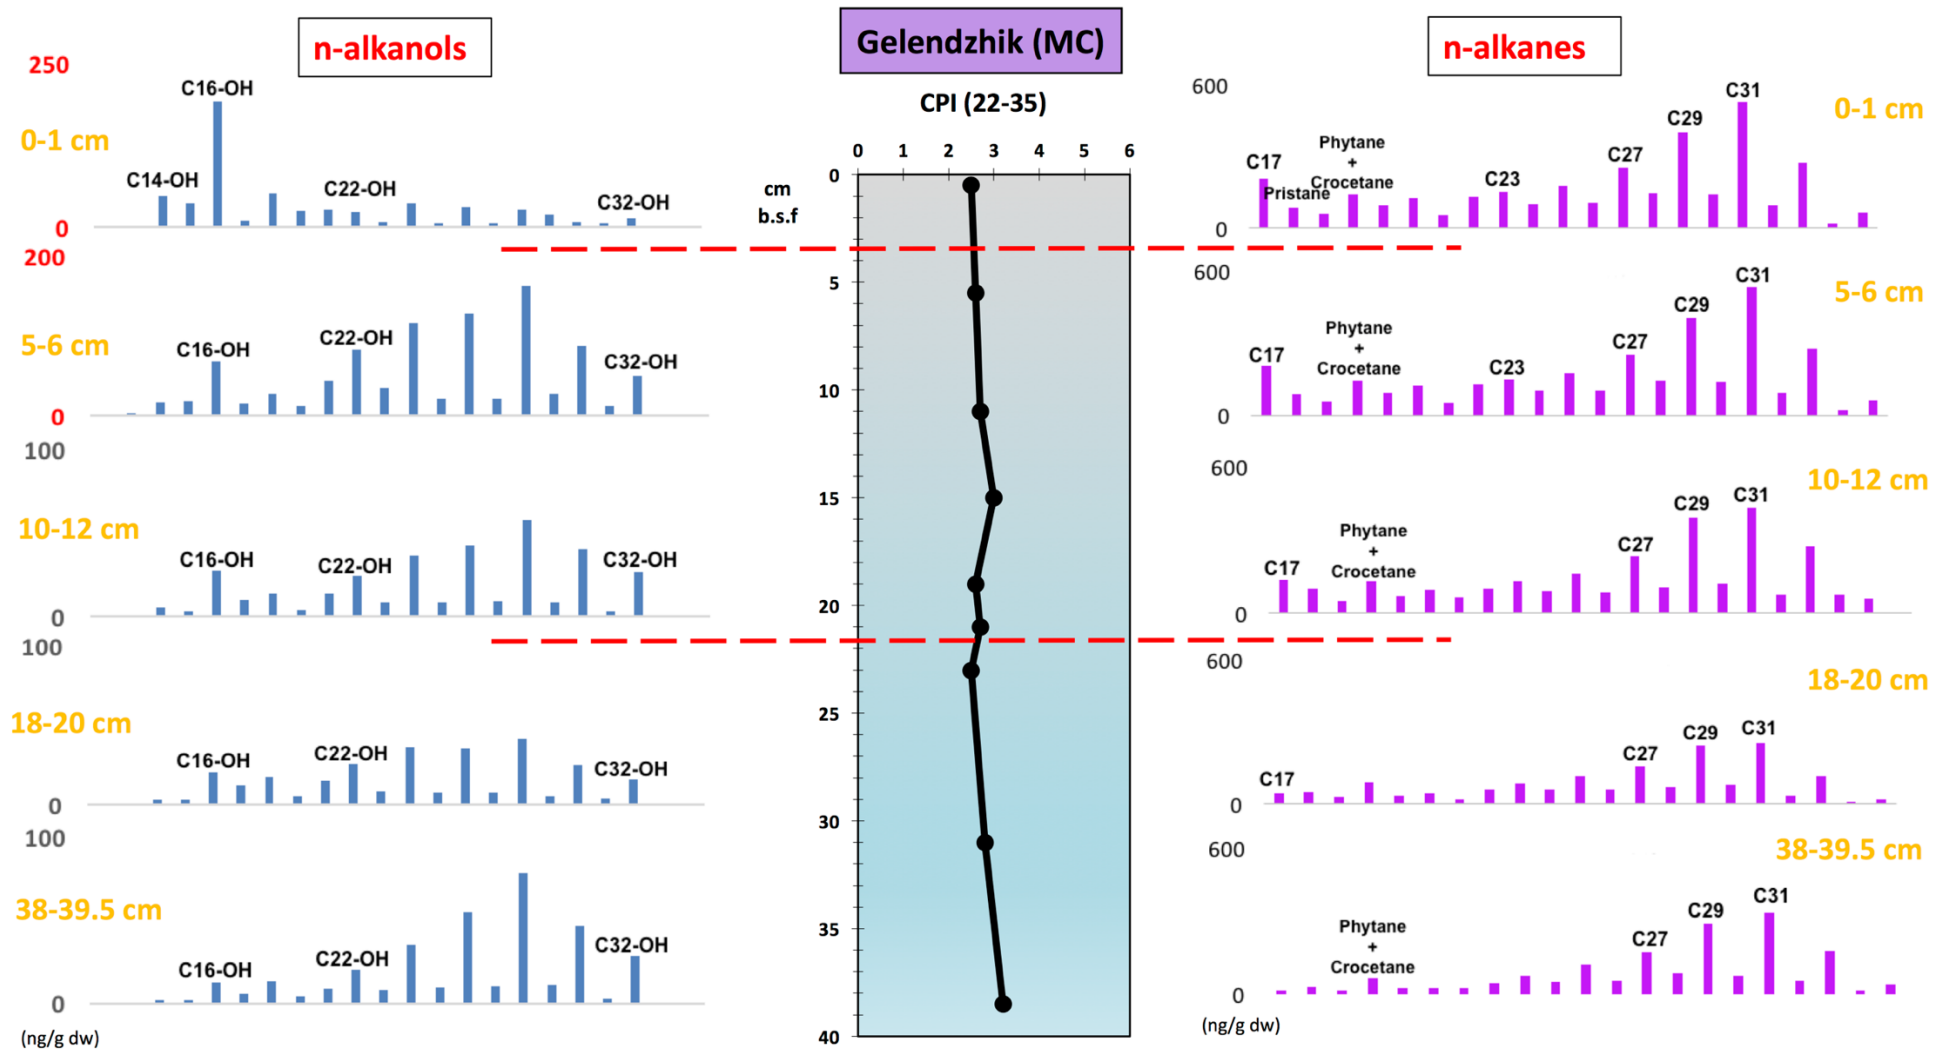 n-alkanols
Gelendzhik (MC)
n-alkanes
CPI (22-35)
0 1 2 3 4 5 6
cm
b.s.f
0
5
10
15
20
25
30
35
40
250
C16-OH
0-1 cm
C14-OH
C22-OH
C32-OH
0
200
5-6 cm
C16-OH
C22-OH
C32-OH
0
100
10-12 cm
C16-OH
C22-OH
C32-OH
0
100
18-20 cm
C16-OH
C22-OH
C32-OH
0
100
38-39.5 cm
C16-OH
C22-OH
C32-OH
0
(ng/g dw)
600
C31
0-1 cm
C29
Phytane
+
Crocetane
C17
Pristane
C23
C27
0
600
C31
5-6 cm
C29
Phytane
+
Crocetane
C17
C23
C27
0
600
10-12 cm
C31
C29
Phytane
+
Crocetane
C17
C27
0
600
18-20 cm
C31
C29
C27
C17
0
600
38-39.5 cm
C31
C29
Phytane
+
Crocetane
C27
0
(ng/g dw)